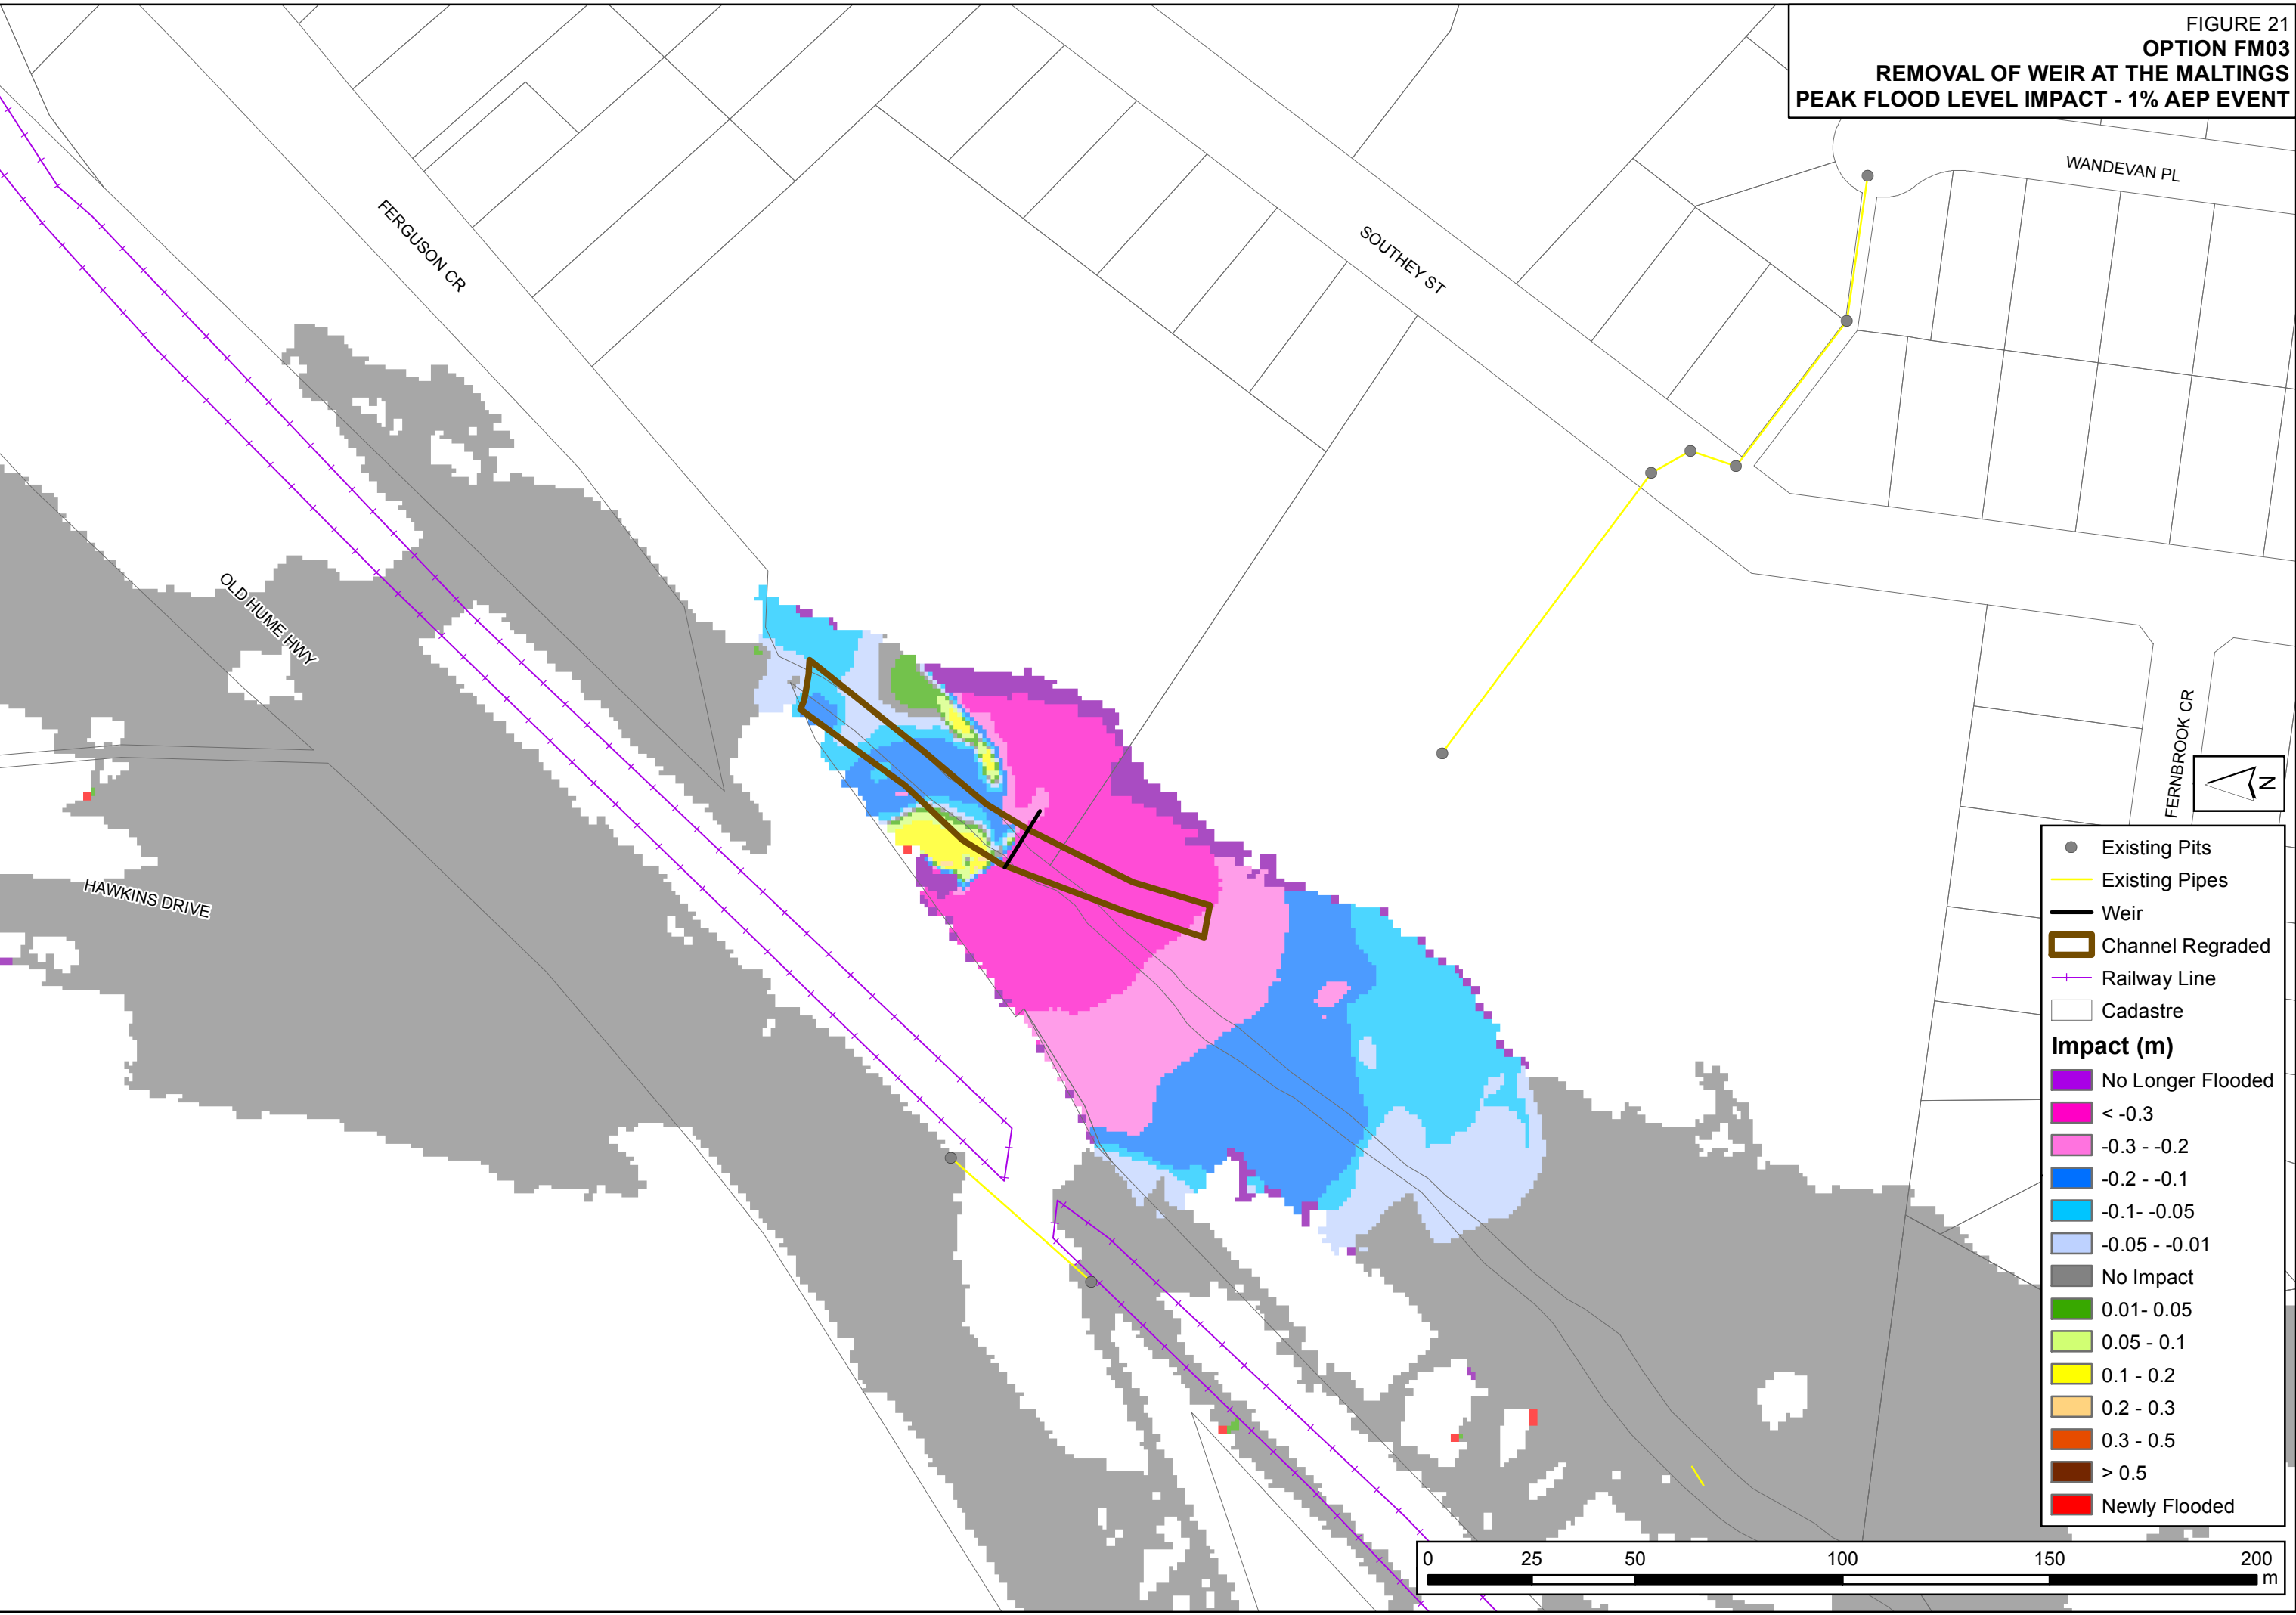 FIGURE 21
OPTION FM03
REMOVAL OF WEIR AT THE MALTINGS
PEAK FLOOD LEVEL IMPACT - 1% AEP EVENT
WANDEVAN PL
FERGUSON CR
SOUTHEY ST
OLD HUME HWY
HAWKINS DRIVE
FERNBROOK CR
N
Existing Pits
Existing Pipes
Weir
Channel Regraded
Railway Line
Cadastre
Impact (m)
No Longer Flooded
< -0.3
-0.3 - -0.2
-0.2 - -0.1
-0.1- -0.05
-0.05 - -0.01
No Impact
0.01- 0.05
0.05 - 0.1
0.1 - 0.2
0.2 - 0.3
0.3 - 0.5
> 0.5
Newly Flooded
0 25 50 100 150 200
m